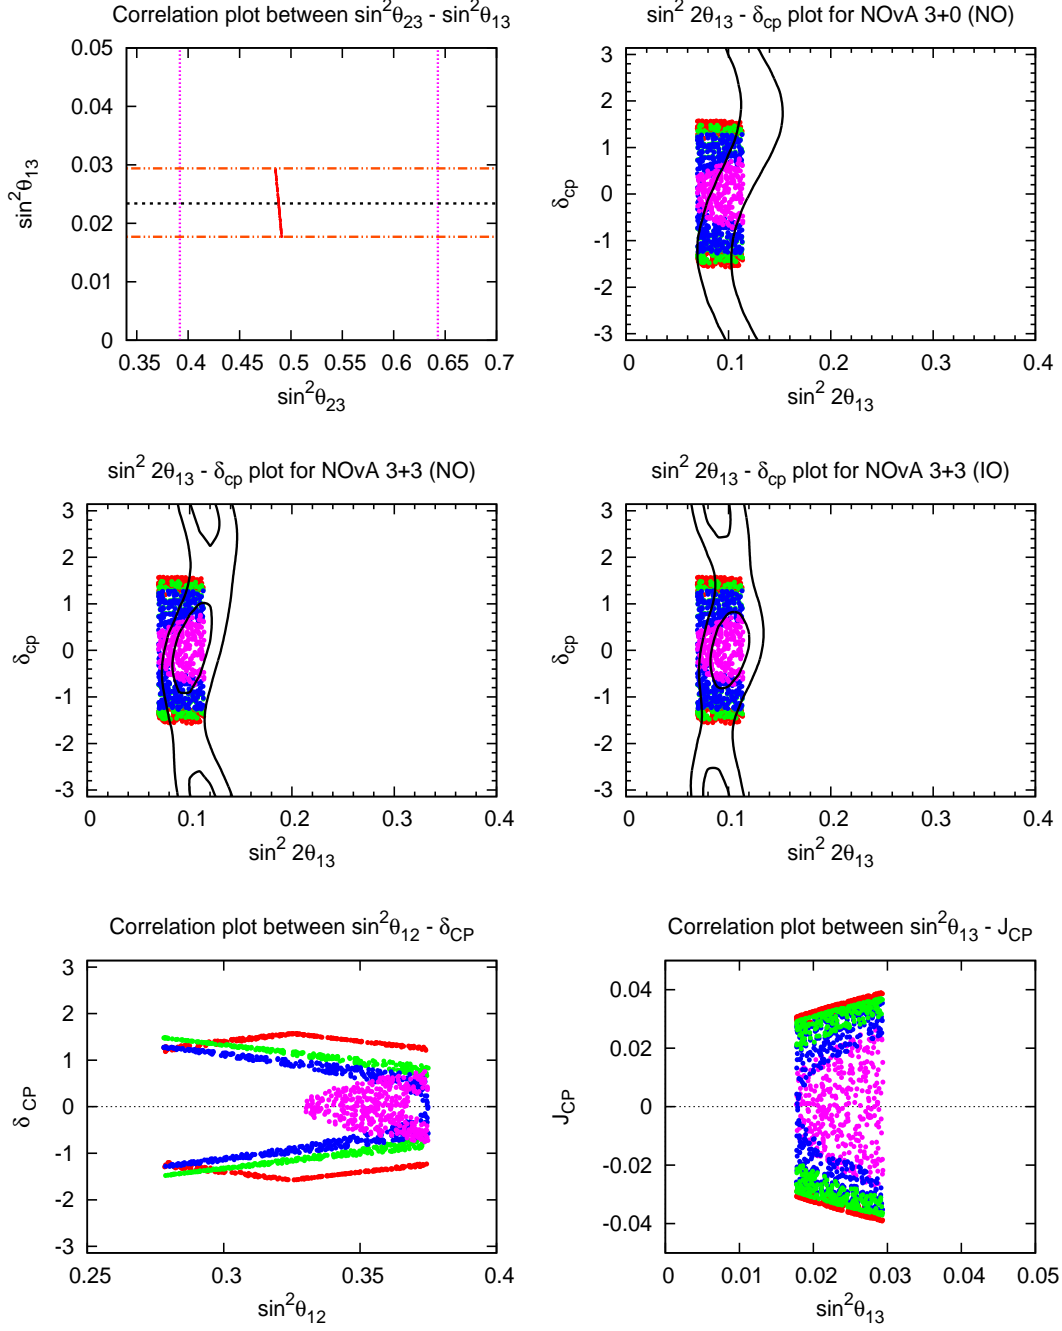 Correlation plot between sin²θ₂₃ - sin²θ₁₃
0.05
0.04
0.03
0.02
0.01
0
sin²θ₁₃
0.35 0.4 0.45 0.5 0.55 0.6 0.65 0.7
sin²θ₂₃
sin² 2θ₁₃ - δcp plot for NOνA 3+0 (NO)
3
2
1
0
-1
-2
-3
δcp
0 0.1 0.2 0.3 0.4
sin² 2θ₁₃
sin² 2θ₁₃ - δcp plot for NOνA 3+3 (NO)
3
2
1
0
-1
-2
-3
δcp
0 0.1 0.2 0.3 0.4
sin² 2θ₁₃
sin² 2θ₁₃ - δcp plot for NOνA 3+3 (IO)
3
2
1
0
-1
-2
-3
δcp
0 0.1 0.2 0.3 0.4
sin² 2θ₁₃
Correlation plot between sin²θ₁₂ - δCP
3
2
1
0
-1
-2
-3
δ CP
0.25 0.3 0.35 0.4
sin²θ₁₂
Correlation plot between sin²θ₁₃ - JCP
0.04
0.02
0
-0.02
-0.04
JCP
0 0.01 0.02 0.03 0.04 0.05
sin²θ₁₃